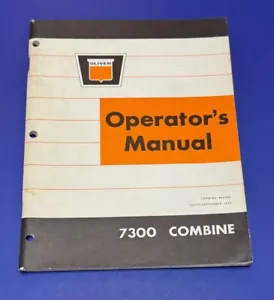 OLIVER
Operator's
Manual
7300 COMBINE